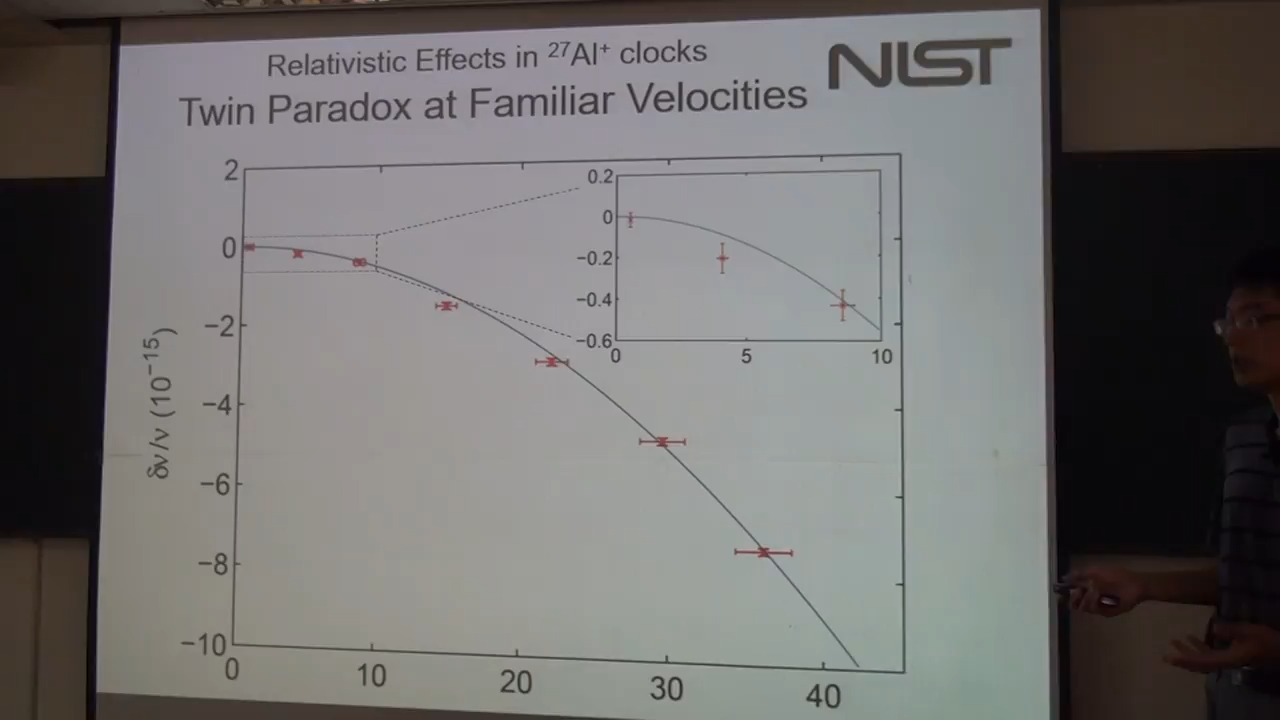 Relativistic Effects in ²⁷Al⁺ clocks
NIST
Twin Paradox at Familiar Velocities
2
0
−2
−4
−6
−8
−10
δν/ν (10⁻¹⁵)
0.2
0
−0.2
−0.4
−0.6
0 5 10
0 10 20 30 40